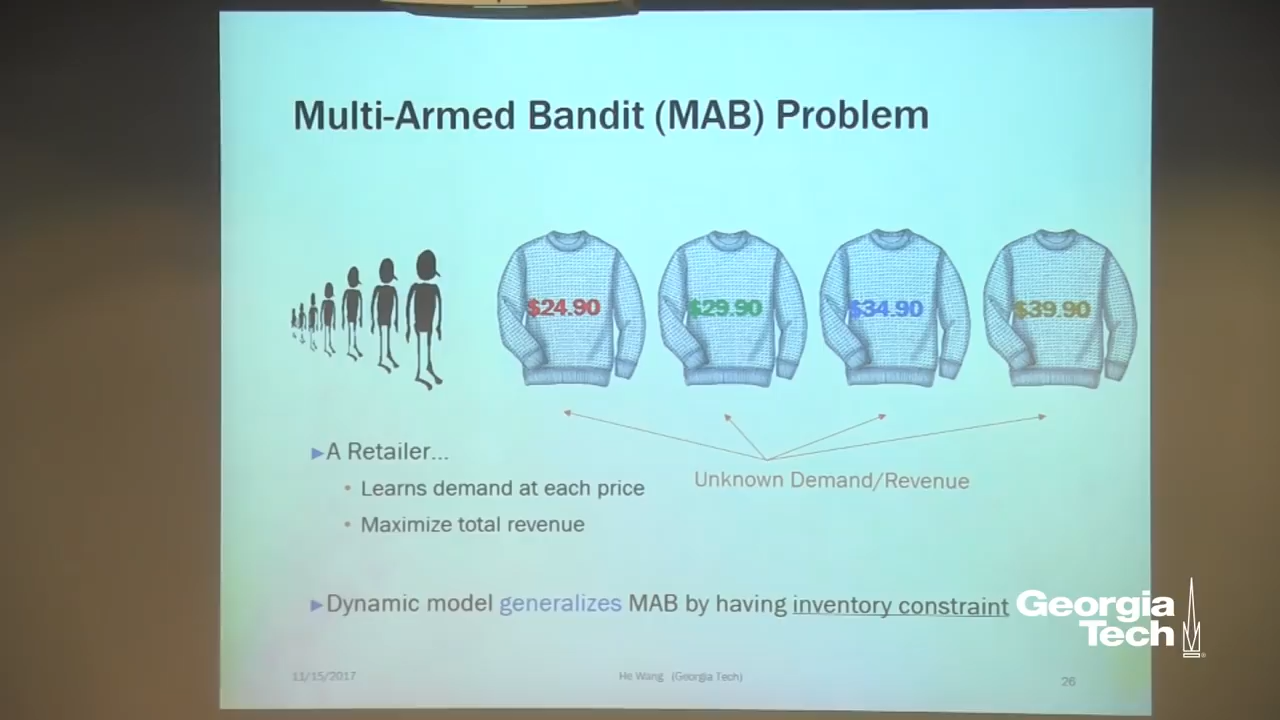 Multi-Armed Bandit (MAB) Problem
$24.90
$29.90
$34.90
$39.90
►A Retailer...
• Learns demand at each price
• Maximize total revenue
Unknown Demand/Revenue
►Dynamic model generalizes MAB by having inventory constraint
Georgia
Tech
11/15/2017
He Wang (Georgia Tech)
26